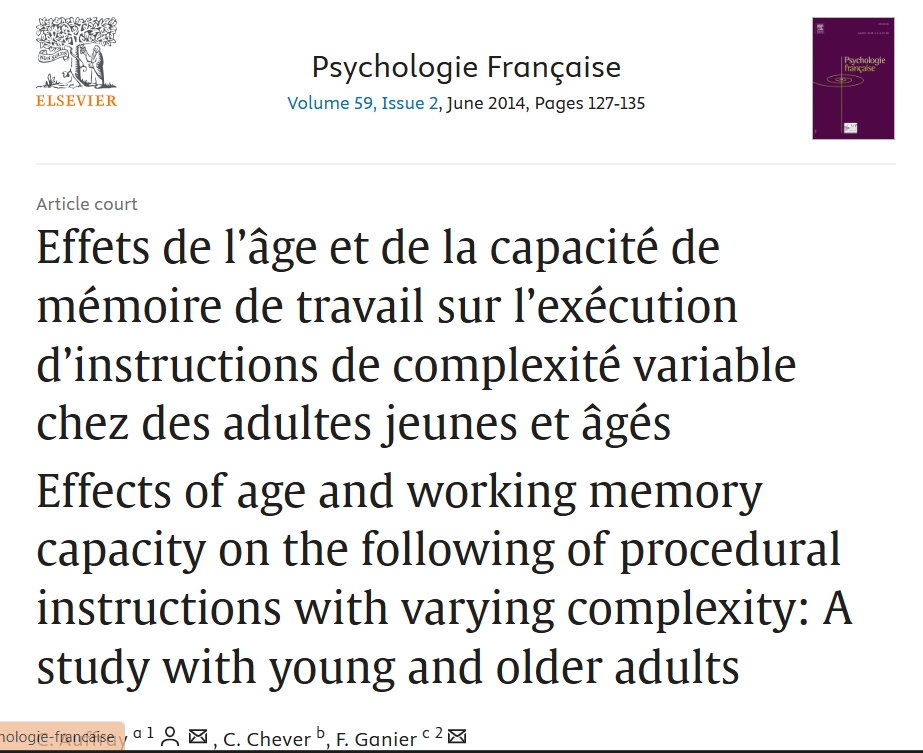 ELSEVIER
Psychologie Française
Volume 59, Issue 2, June 2014, Pages 127-135
Psychologie
française
Article court
Effets de l’âge et de la capacité de
mémoire de travail sur l’exécution
d’instructions de complexité variable
chez des adultes jeunes et âgés
Effects of age and working memory
capacity on the following of procedural
instructions with varying complexity: A
study with young and older adults
hologie-francaise
C. Auffray a 1 , C. Chever b, F. Ganier c 2